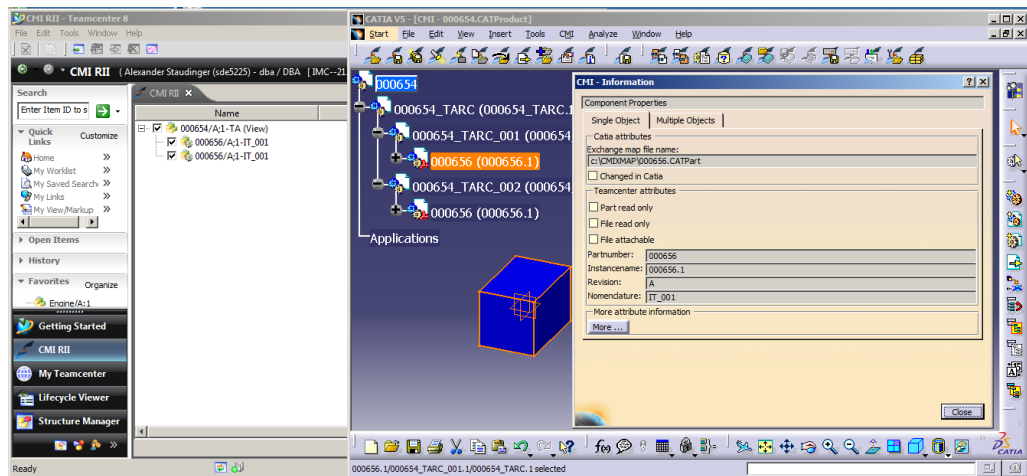 CMI RII - Teamcenter 8
File Edit Tools Window Help
CMI RII ( Alexander Staudinger (sde5225) - dba / DBA [ IMC--21
Search
Enter Item ID to s
Quick Links Customize
Home
My Worklist
My Saved Search
My Links
My View/Markup
Open Items
History
Favorites Organize
Engine/A;1
Getting Started
CMI RII
My Teamcenter
Lifecycle Viewer
Structure Manager
Ready
CMI RII
Name
000654/A;1-TA (View)
000656/A;1-IT_001
000656/A;1-IT_001
CATIA V5 - [CMI - 000654.CATProduct]
Start File Edit View Insert Tools CMI Analyze Window Help
000654
000654_TARC (000654_TARC.1
000654_TARC_001 (000654
000656 (000656.1)
000654_TARC_002 (000654
000656 (000656.1)
Applications
CMI - Information
Component Properties
Single Object Multiple Objects
Catia attributes
Exchange map file name:
c:\CMIXMAP\000656.CATPart
Changed in Catia
Teamcenter attributes
Part read only
File read only
File attachable
Partnumber: 000656
Instancename: 000656.1
Revision: A
Nomenclature: IT_001
More attribute information
More ...
Close
f(x)
CATIA
000656.1/000654_TARC_001.1/000654_TARC.1 selected